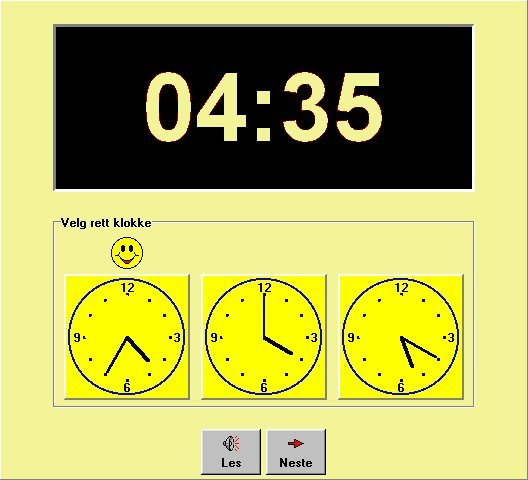 04:35
Velg rett klokke
12 12 12
9 3 9 3 9 3
6 6 6
Les Neste